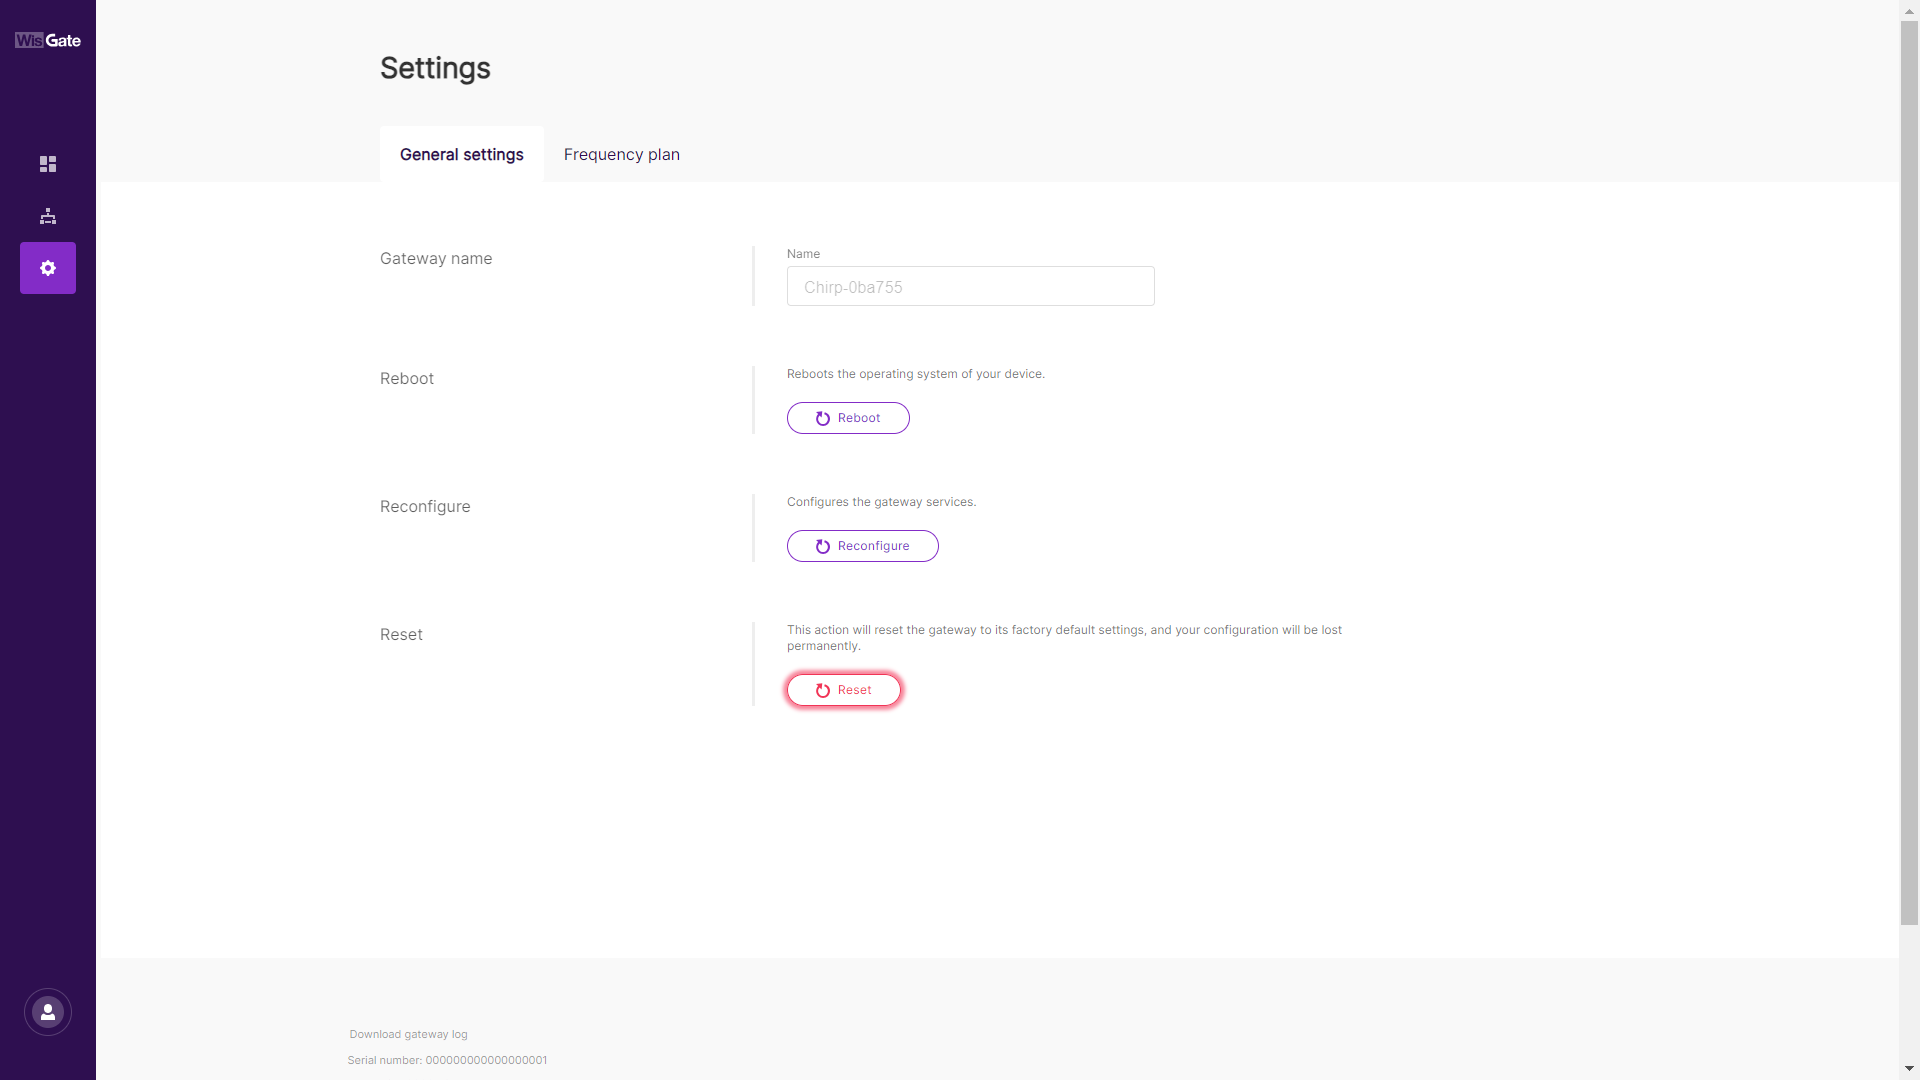 WisGate
Settings
General settings
Frequency plan
Gateway name
Name
Chirp-0ba755
Reboot
Reboots the operating system of your device.
Reboot
Reconfigure
Configures the gateway services.
Reconfigure
Reset
This action will reset the gateway to its factory default settings, and your configuration will be lost
permanently.
Reset
Download gateway log
Serial number: 000000000000000001